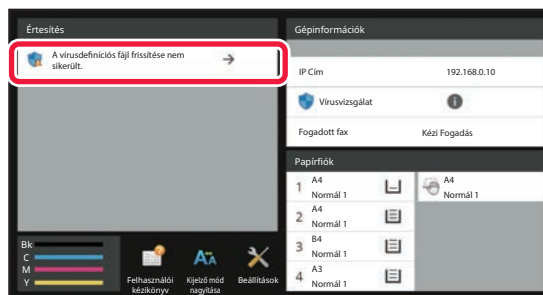 Értesítés
A vírusdefiníciós fájl frissítése nem
sikerült.
Bk
C
M
Y
Felhasználói
kézikönyv
Kijelző mód
nagyítása
Beállítások
Gépinformációk
IP Cím 192.168.0.10
Vírusvizsgálat
Fogadott fax Kézi Fogadás
Papírfiók
1 A4
Normál 1
A4
Normál 1
2 A4
Normál 1
3 B4
Normál 1
4 A3
Normál 1